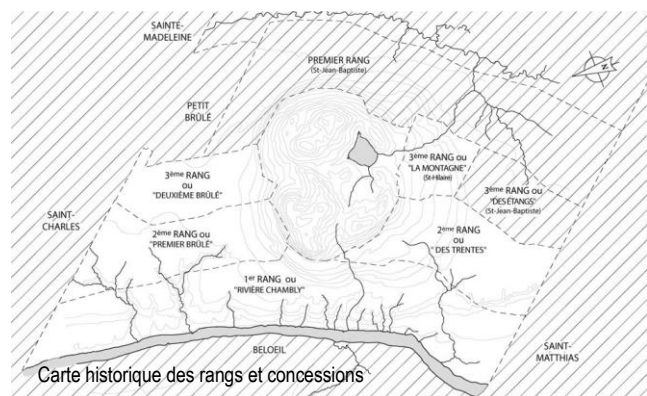 SAINTE-
MADELEINE
PREMIER RANG
(St-Jean-Baptiste)
N
PETIT
BRÛLÉ
3ème RANG
ou
"DEUXIÈME BRÛLÉ"
3ème RANG ou
"LA MONTAGNE"
(St-Hilaire)
3ème RANG
ou
"DES ÉTANGS"
(St-Jean-Baptiste)
SAINT-
CHARLES
2ème RANG ou
"PREMIER BRÛLÉ"
2ème RANG
ou
"DES TRENTES"
1er RANG ou
"RIVIÈRE CHAMBLY"
BELOEIL
SAINT-
MATTHIAS
Carte historique des rangs et concessions